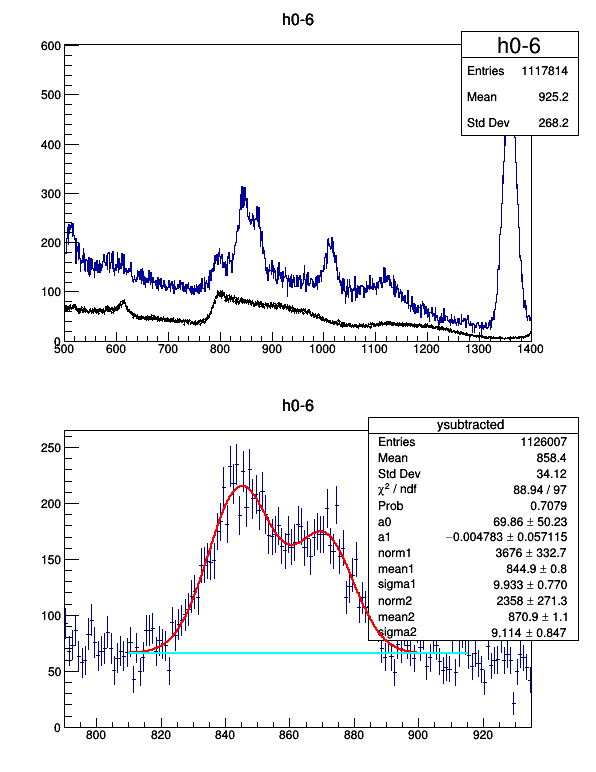 h0-6
h0-6
Entries 1117814
Mean 925.2
Std Dev 268.2
600
500
400
300
200
100
0
500 600 700 800 900 1000 1100 1200 1300 1400
h0-6
ysubtracted
Entries 1126007
Mean 858.4
Std Dev 34.12
χ² / ndf 88.94 / 97
Prob 0.7079
a0 69.86 ± 50.23
a1 −0.004783 ± 0.057115
norm1 3676 ± 332.7
mean1 844.9 ± 0.8
sigma1 9.933 ± 0.770
norm2 2358 ± 271.3
mean2 870.9 ± 1.1
sigma2 9.114 ± 0.847
250
200
150
100
50
0
800 820 840 860 880 900 920